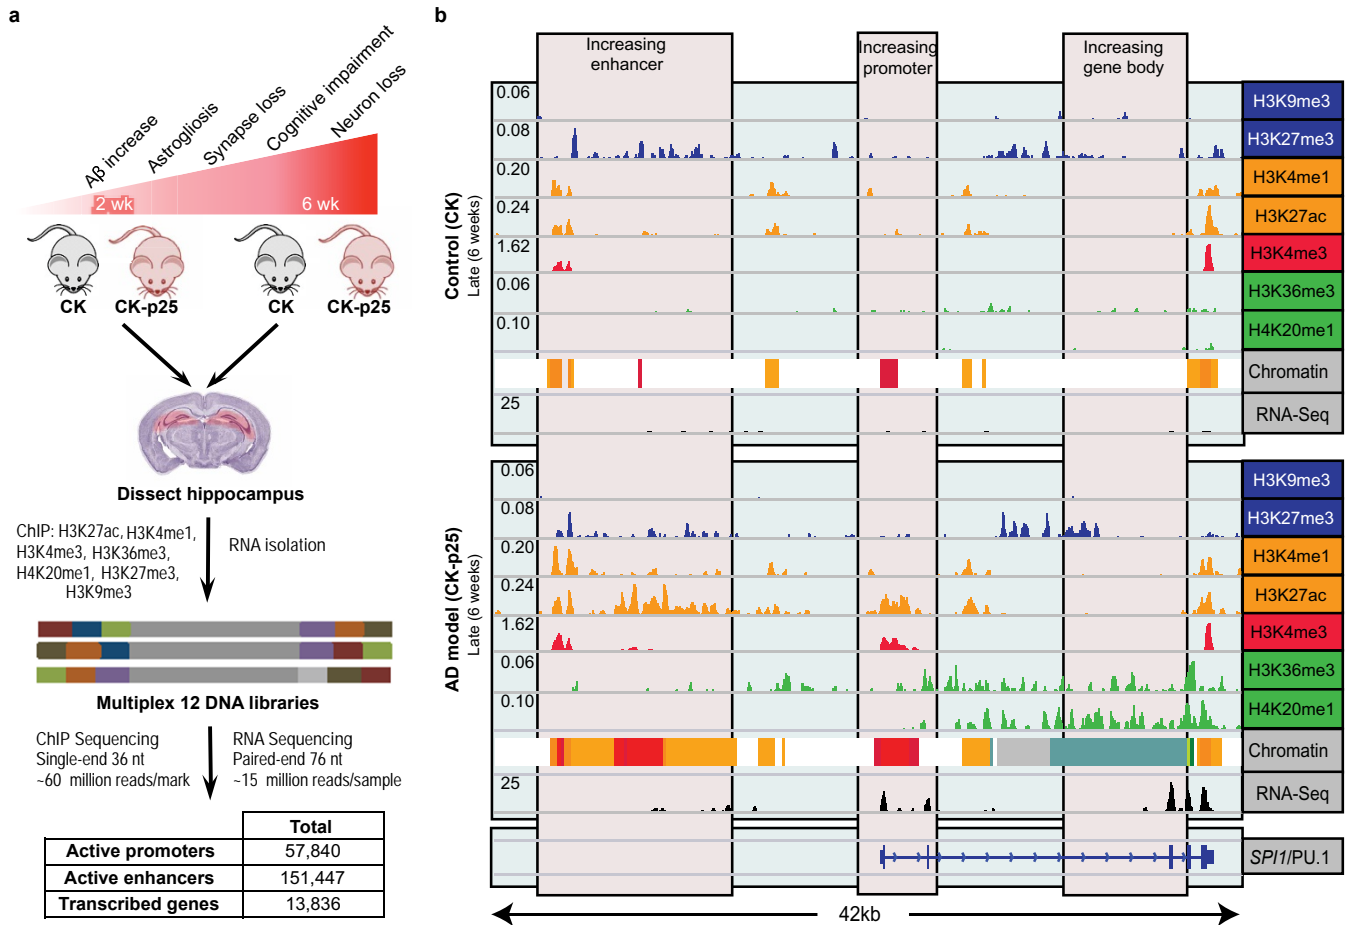 a
Aβ increase
Astrogliosis
Synapse loss
Cognitive impairment
Neuron loss
2 wk
6 wk
CK
CK-p25
CK
CK-p25
Dissect hippocampus
ChIP: H3K27ac, H3K4me1,
H3K4me3, H3K36me3,
H4K20me1, H3K27me3,
H3K9me3
RNA isolation
Multiplex 12 DNA libraries
ChIP Sequencing
Single-end 36 nt
~60 million reads/mark
RNA Sequencing
Paired-end 76 nt
~15 million reads/sample
Total
Active promoters 57,840
Active enhancers 151,447
Transcribed genes 13,836
b
Increasing
enhancer
Increasing
promoter
Increasing
gene body
Control (CK)
Late (6 weeks)
0.06 H3K9me3
0.08 H3K27me3
0.20 H3K4me1
0.24 H3K27ac
1.62 H3K4me3
0.06 H3K36me3
0.10 H4K20me1
Chromatin
25 RNA-Seq
AD model (CK-p25)
Late (6 weeks)
0.06 H3K9me3
0.08 H3K27me3
0.20 H3K4me1
0.24 H3K27ac
1.62 H3K4me3
0.06 H3K36me3
0.10 H4K20me1
Chromatin
25 RNA-Seq
SPI1/PU.1
42kb